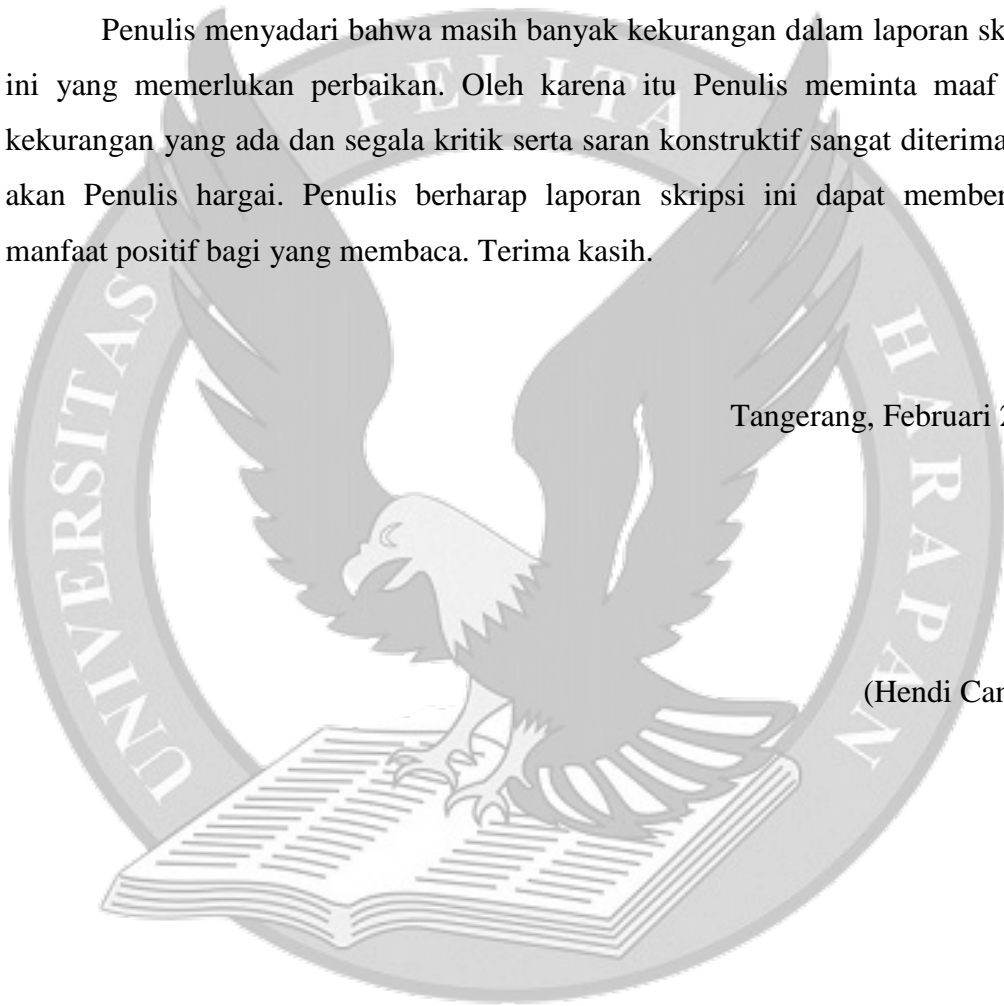 Penulis menyadari bahwa masih banyak kekurangan dalam laporan sk
ini yang memerlukan perbaikan. Oleh karena itu Penulis meminta maaf
kekurangan yang ada dan segala kritik serta saran konstruktif sangat diterima
akan Penulis hargai. Penulis berharap laporan skripsi ini dapat member
manfaat positif bagi yang membaca. Terima kasih.
Tangerang, Februari 2
(Hendi Can
UNIVERSITAS PELITA HARAPAN